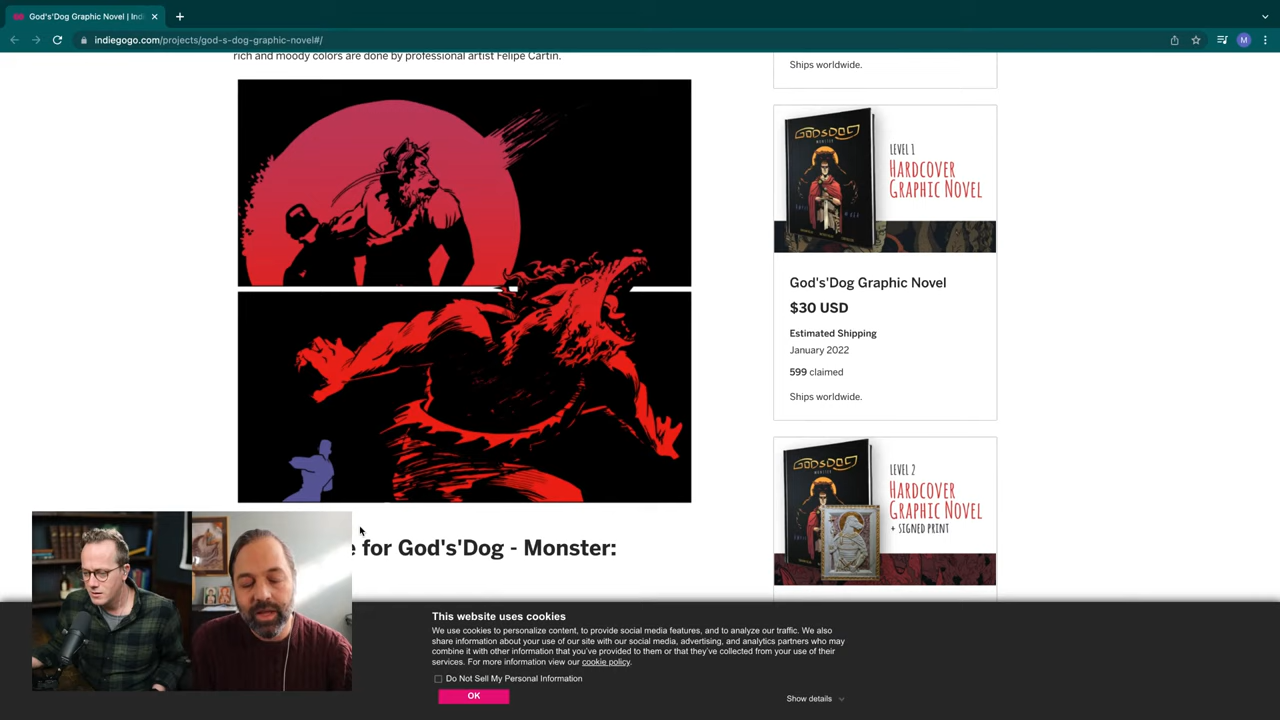 God's'Dog Graphic Novel | Indi
indiegogo.com/projects/god-s-dog-graphic-novel#/
M
rich and moody colors are done by professional artist Felipe Cartin.
for God's'Dog - Monster:
Ships worldwide.
GODSDOG
MONSTER
LEVEL 1
HARDCOVER
GRAPHIC NOVEL
God's'Dog Graphic Novel
$30 USD
Estimated Shipping
January 2022
599 claimed
Ships worldwide.
GODSDOG
MONSTER
LEVEL 2
HARDCOVER
GRAPHIC NOVEL
+ SIGNED PRINT
This website uses cookies
We use cookies to personalize content, to provide social media features, and to analyze our traffic. We also
share information about your use of our site with our social media, advertising, and analytics partners who may
combine it with other information that you've provided to them or that they've collected from your use of their
services. For more information view our cookie policy.
Do Not Sell My Personal Information
OK
Show details